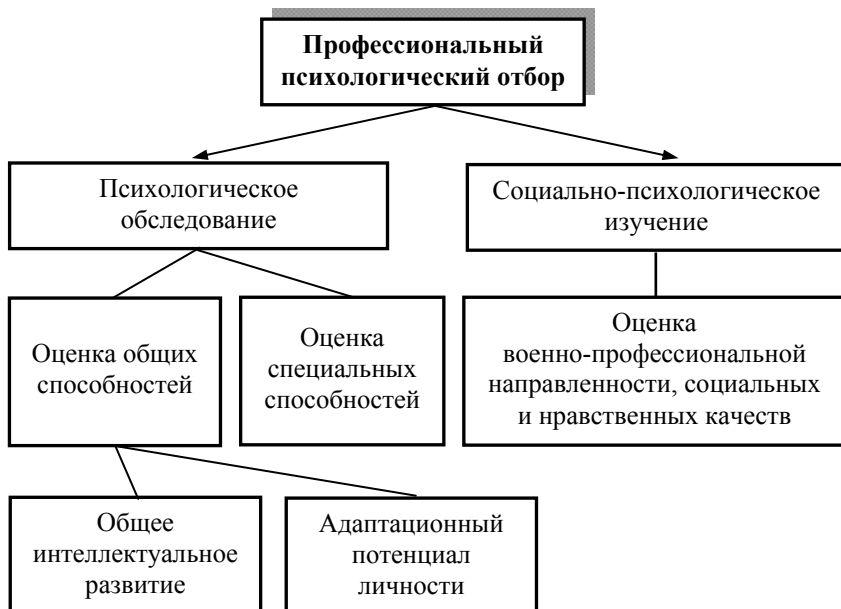 Профессиональный
психологический отбор
Психологическое
обследование
Социально-психологическое
изучение
Оценка общих
способностей
Оценка
специальных
способностей
Оценка
военно-профессиональной
направленности, социальных
и нравственных качеств
Общее
интеллектуальное
развитие
Адаптационный
потенциал
личности